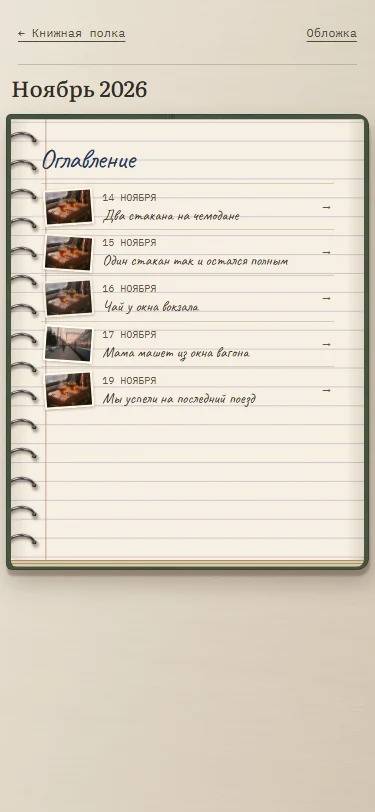 ← Книжная полка
Обложка
Ноябрь 2026
Оглавление
14 НОЯБРЯ
Два стакана на чемодане
→
15 НОЯБРЯ
Один стакан так и остался полным
→
16 НОЯБРЯ
Чай у окна вокзала
→
17 НОЯБРЯ
Мама машет из окна вагона
→
19 НОЯБРЯ
Мы успели на последний поезд
→